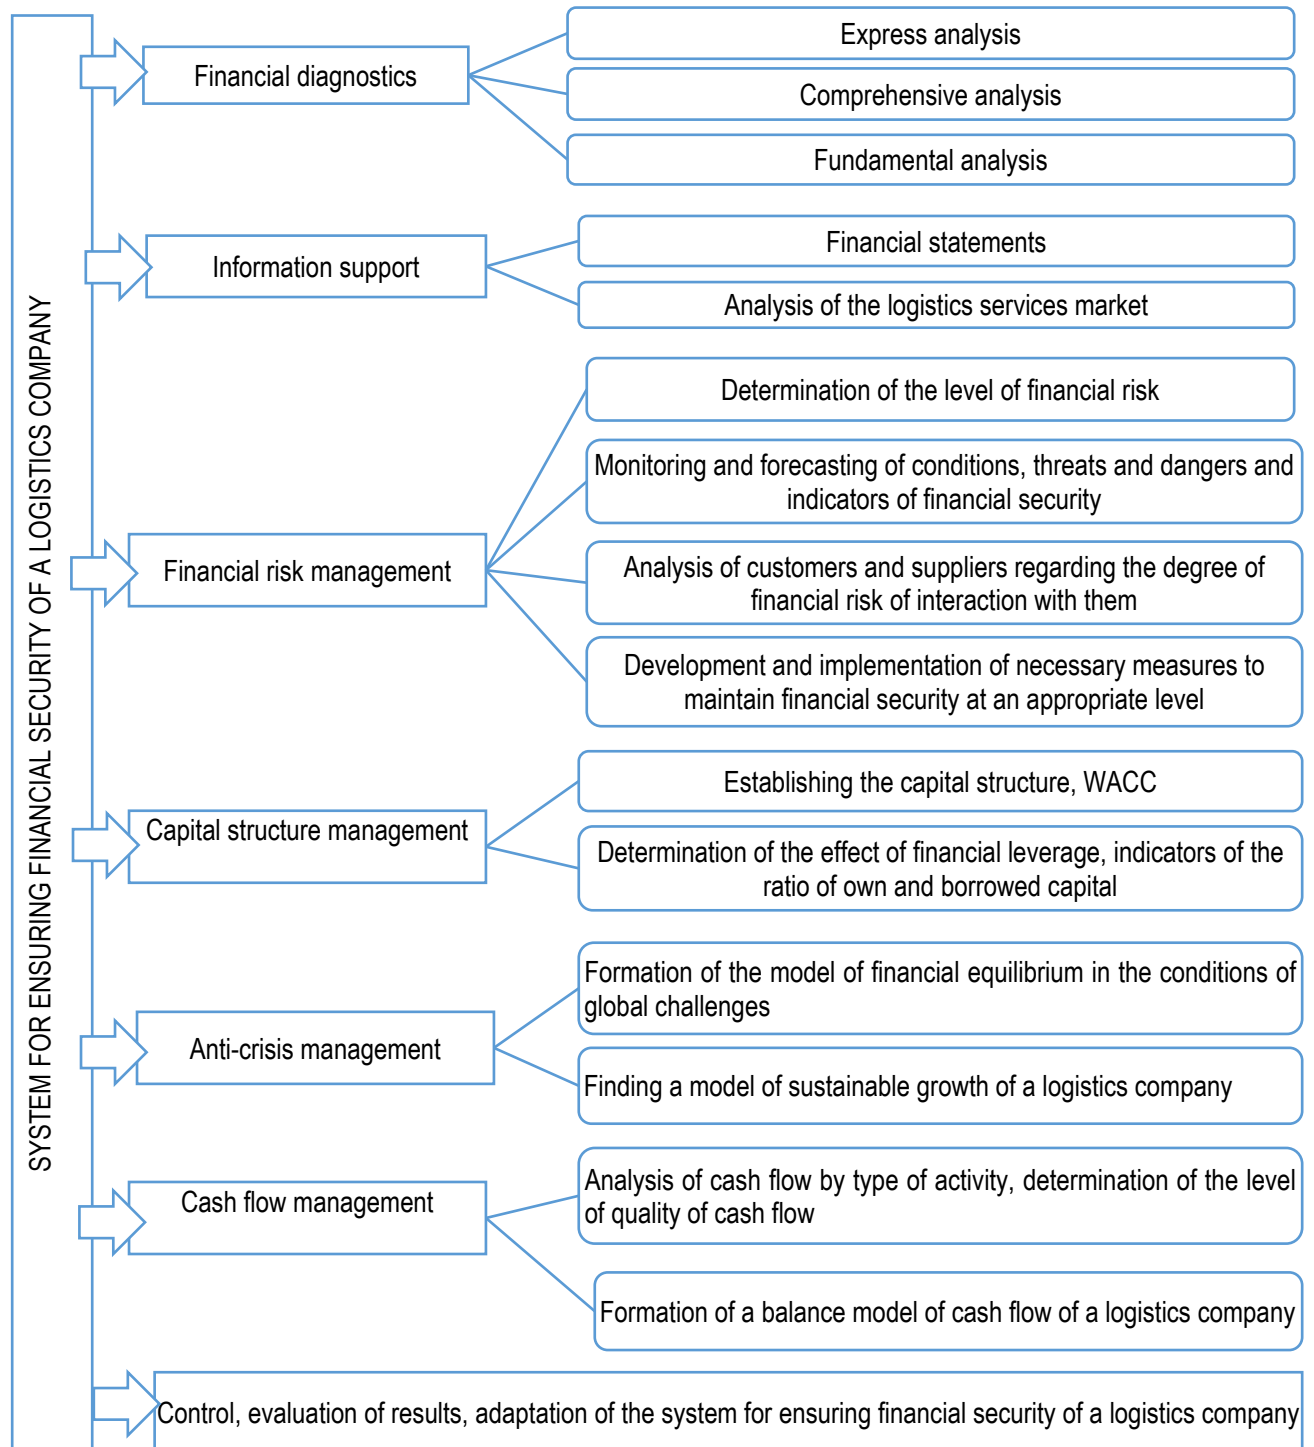 SYSTEM FOR ENSURING FINANCIAL SECURITY OF A LOGISTICS COMPANY
Financial diagnostics
Express analysis
Comprehensive analysis
Fundamental analysis
Information support
Financial statements
Analysis of the logistics services market
Financial risk management
Determination of the level of financial risk
Monitoring and forecasting of conditions, threats and dangers and
indicators of financial security
Analysis of customers and suppliers regarding the degree of
financial risk of interaction with them
Development and implementation of necessary measures to
maintain financial security at an appropriate level
Capital structure management
Establishing the capital structure, WACC
Determination of the effect of financial leverage, indicators of the
ratio of own and borrowed capital
Anti-crisis management
Formation of the model of financial equilibrium in the conditions of
global challenges
Finding a model of sustainable growth of a logistics company
Cash flow management
Analysis of cash flow by type of activity, determination of the level
of quality of cash flow
Formation of a balance model of cash flow of a logistics company
Control, evaluation of results, adaptation of the system for ensuring financial security of a logistics company